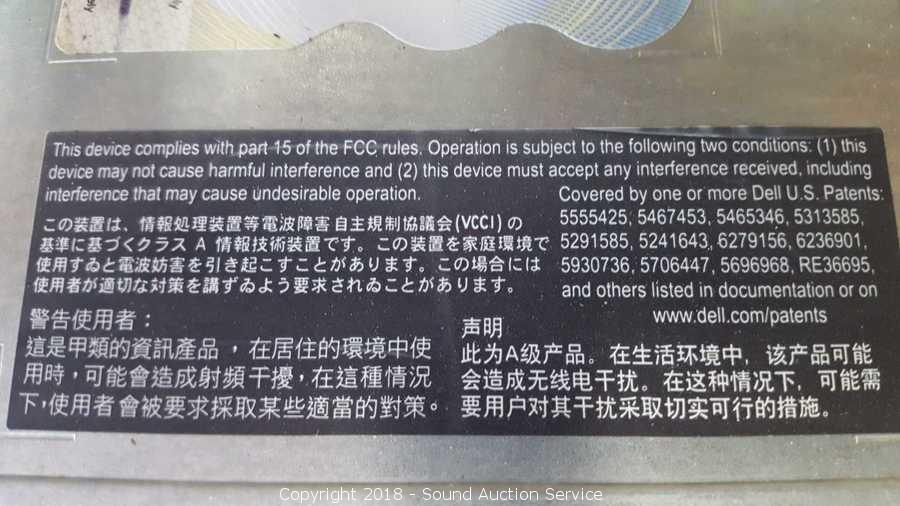 This device complies with part 15 of the FCC rules. Operation is subject to the following two conditions: (1) this
device may not cause harmful interference and (2) this device must accept any interference received, including
interference that may cause undesirable operation.
Covered by one or more Dell U.S. Patents:
5555425, 5467453, 5465346, 5313585,
5291585, 5241643, 6279156, 6236901,
5930736, 5706447, 5696968, RE36695,
and others listed in documentation or on
www.dell.com/patents
この装置は、情報処理装置等電波障害自主規制協議会(VCCI)の
基準に基づくクラス A 情報技術装置です。この装置を家庭環境で
使用すゐと電波妨害を引き起こすことがあります。この場合には
使用者が適切な対策を講ずゐよう要求されゐことがあります。
警告使用者：
這是甲類的資訊產品，在居住的環境中使
用時，可能會造成射頻干擾，在這種情況
下，使用者會被要求採取某些適當的對策。
声明
此为A级产品。在生活环境中，该产品可能
会造成无线电干扰。在这种情况下，可能需
要用户对其干扰采取切实可行的措施。
Copyright 2018 - Sound Auction Service